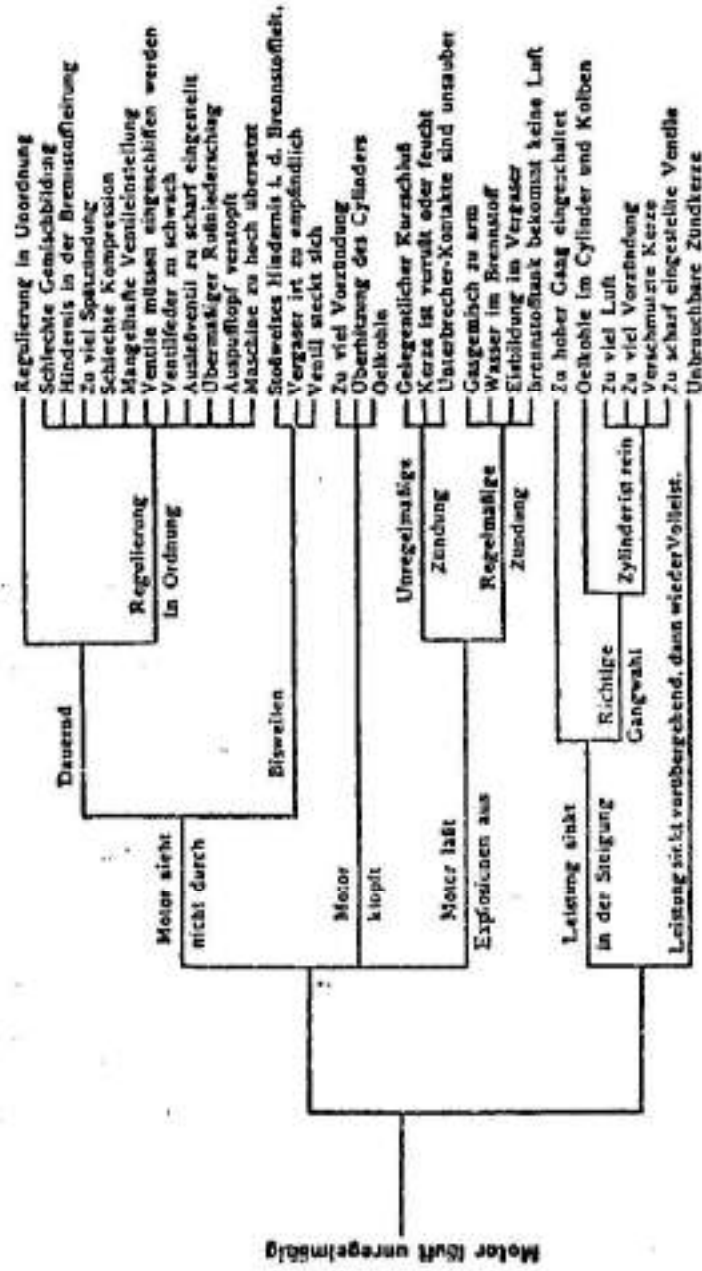 Motor läuft unregelmäßig
Motor zieht
nicht durch
Dauernd
Regulierung in Unordnung
Regulierung
in Ordnung
Schlechte Gemischbildung
Hindernis in der Brennstoffleitung
Zu viel Spätzündung
Schlechte Kompression
Mangelhafte Ventileinstellung
Ventile müssen eingeschliffen werden
Ventilfeder zu schwach
Auslaßventil zu scharf eingestellt
Übermäßiger Rußniederschlag
Auspufftopf verstopft
Maschine zu hoch übersetzt
Bisweilen
Stoßweises Hindernis i. d. Brennstoffleit.
Vergaser ist zu empfindlich
Ventil steckt sich
Motor
klopft
Zu viel Vorzündung
Überhitzung des Cylinders
Oelkohle
Motor läßt
Explosionen aus
Unregelmäßige
Zündung
Gelegentlicher Kurzschluß
Kerze ist verrußt oder feucht
Unterbrecher-Kontakte sind unsauber
Regelmäßige
Zündung
Gasgemisch zu arm
Wasser im Brennstoff
Eisbildung im Vergaser
Brennstofftank bekommt keine Luft
Leistung sinkt
in der Steigung
Zu hoher Gang eingeschaltet
Richtige
Gangwahl
Oelkohle im Cylinder und Kolben
Zylinder ist rein
Zu viel Luft
Zu viel Vorzündung
Verschmutzte Kerze
Zu scharf eingestellte Ventile
Leistung sinkt vorübergehend, dann wieder Volleist.
Unbrauchbare Zündkerze